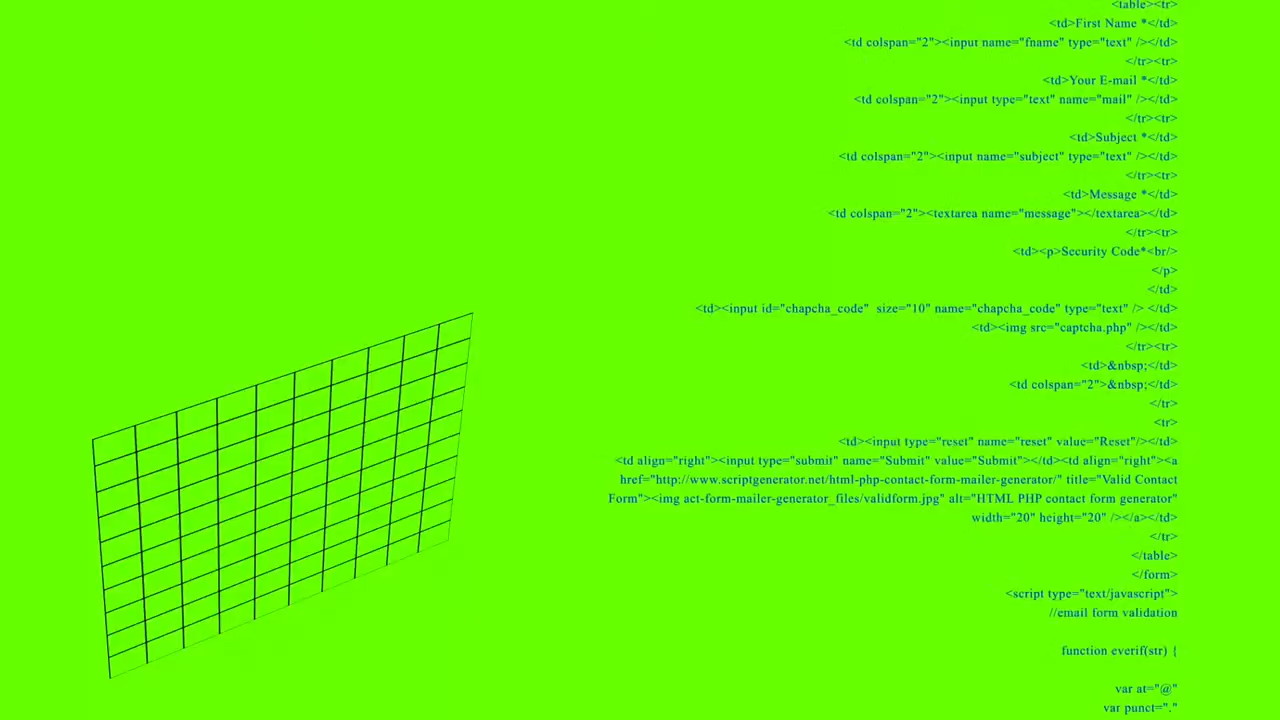 <table><tr>
<td>First Name *</td>
<td colspan="2"><input name="fname" type="text" /></td>
</tr><tr>
<td>Your E-mail *</td>
<td colspan="2"><input type="text" name="mail" /></td>
</tr><tr>
<td>Subject *</td>
<td colspan="2"><input name="subject" type="text" /></td>
</tr><tr>
<td>Message *</td>
<td colspan="2"><textarea name="message"></textarea></td>
</tr><tr>
<td><p>Security Code*<br/>
</p>
</td>
<td><input id="chapcha_code"  size="10" name="chapcha_code" type="text" /> </td>
<td><img src="captcha.php" /></td>
</tr><tr>
<td>&nbsp;</td>
<td colspan="2">&nbsp;</td>
</tr>
<tr>
<td><input type="reset" name="reset" value="Reset"/></td>
<td align="right"><input type="submit" name="Submit" value="Submit"></td><td align="right"><a
href="http://www.scriptgenerator.net/html-php-contact-form-mailer-generator/" title="Valid Contact
Form"><img act-form-mailer-generator_files/validform.jpg" alt="HTML PHP contact form generator"
width="20" height="20" /></a></td>
</tr>
</table>
</form>
<script type="text/javascript">
//email form validation
function everif(str) {
var at="@"
var punct="."